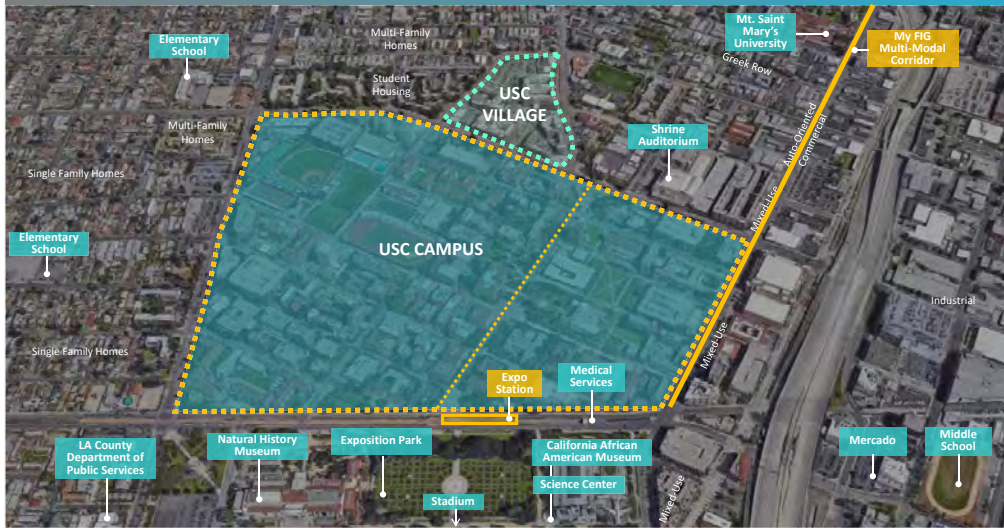 Mt. Saint
Mary's
University
My FIG
Multi-Modal
Corridor
Elementary
School
Multi-Family
Homes
Greek Row
Student
Housing
USC
VILLAGE
Multi-Family
Homes
Shrine
Auditorium
Auto-Oriented
Commercial
Single Family Homes
Mixed-Use
Elementary
School
USC CAMPUS
Industrial
Single Family Homes
Mixed-Use
Expo
Station
Medical
Services
LA County
Department of
Public Services
Natural History
Museum
Exposition Park
California African
American Museum
Mercado
Middle
School
Science Center
Mixed-Use
Stadium